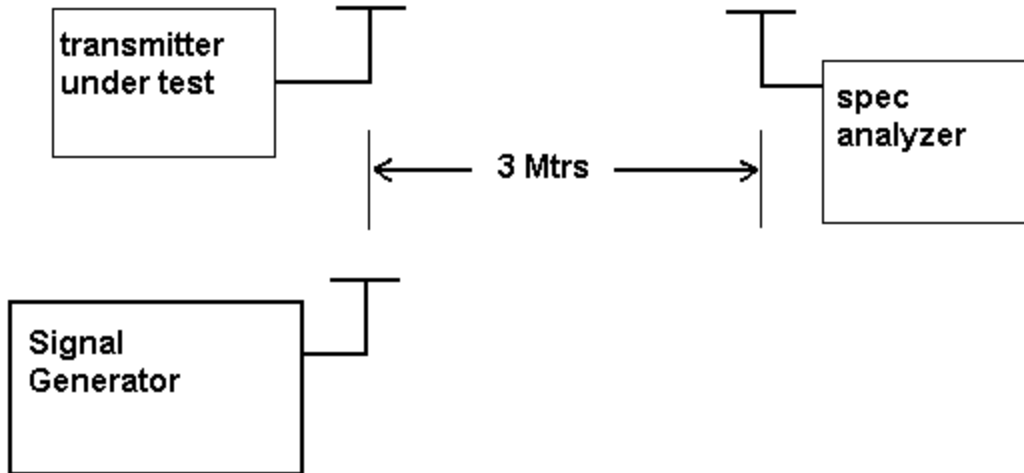 transmitter
under test
spec
analyzer
3 Mtrs
Signal
Generator